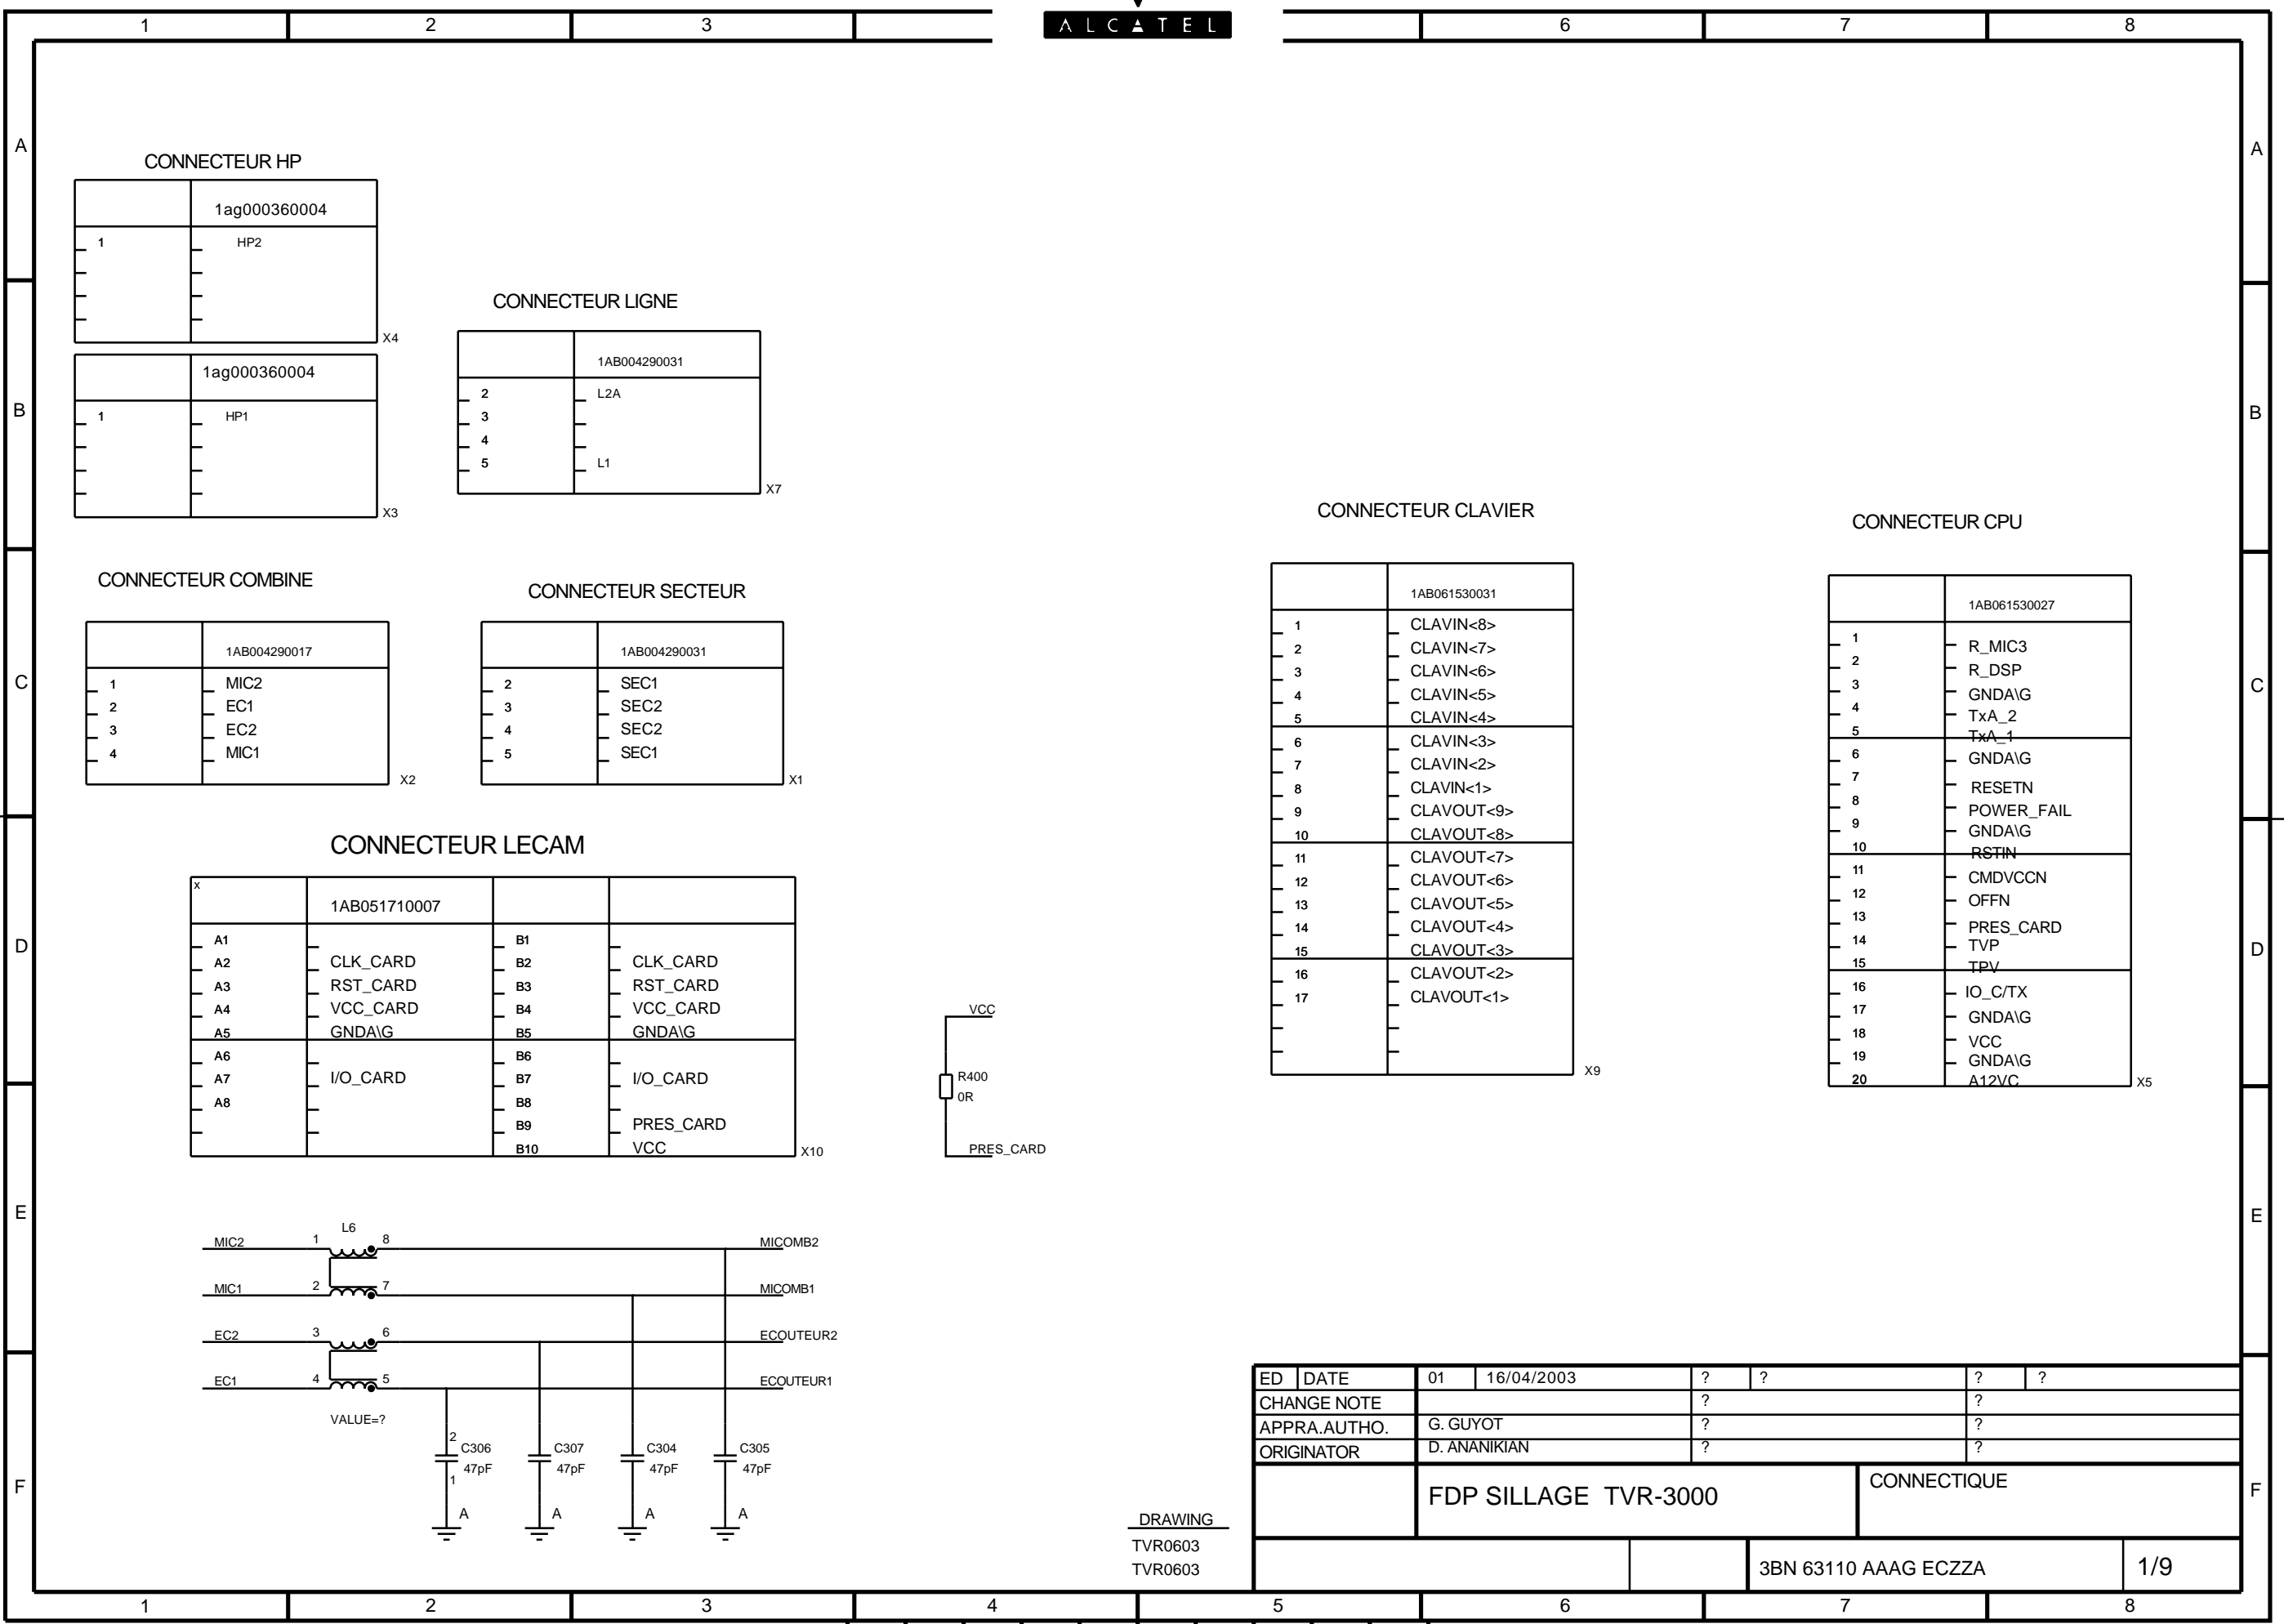 1 2 3 ALCATEL 6 7 8
A A
CONNECTEUR HP
1ag000360004
1 HP2
X4
1ag000360004
1 HP1
X3
CONNECTEUR LIGNE
1AB004290031
2 L2A
3
4
5 L1
X7
B B
CONNECTEUR COMBINE
1AB004290017
1 MIC2
2 EC1
3 EC2
4 MIC1
X2
CONNECTEUR SECTEUR
1AB004290031
2 SEC1
3 SEC2
4 SEC2
5 SEC1
X1
CONNECTEUR CLAVIER
1AB061530031
1 CLAVIN<8>
2 CLAVIN<7>
3 CLAVIN<6>
4 CLAVIN<5>
5 CLAVIN<4>
6 CLAVIN<3>
7 CLAVIN<2>
8 CLAVIN<1>
9 CLAVOUT<9>
10 CLAVOUT<8>
11 CLAVOUT<7>
12 CLAVOUT<6>
13 CLAVOUT<5>
14 CLAVOUT<4>
15 CLAVOUT<3>
16 CLAVOUT<2>
17 CLAVOUT<1>
X9
CONNECTEUR CPU
1AB061530027
1 R_MIC3
2 R_DSP
3 GNDA\G
4 TxA_2
5 TxA_1
6 GNDA\G
7 RESETN
8 POWER_FAIL
9 GNDA\G
10 RSTIN
11 CMDVCCN
12 OFFN
13 PRES_CARD
14 TVP
15 TPV
16 IO_C/TX
17 GNDA\G
18 VCC
19 GNDA\G
20 A12VC
X5
C C
CONNECTEUR LECAM
x
1AB051710007
A1 B1
A2 CLK_CARD B2 CLK_CARD
A3 RST_CARD B3 RST_CARD
A4 VCC_CARD B4 VCC_CARD
A5 GNDA\G B5 GNDA\G
A6 B6
A7 I/O_CARD B7 I/O_CARD
A8 B8
B9 PRES_CARD
B10 VCC
X10
VCC
R400
0R
PRES_CARD
D D
E E
L6
MIC2 1 8 MICOMB2
MIC1 2 7 MICOMB1
EC2 3 6 ECOUTEUR2
EC1 4 5 ECOUTEUR1
VALUE=?
2 C306 C307 C304 C305
47pF 47pF 47pF 47pF
1
A A A A
F F
DRAWING
TVR0603
TVR0603
ED DATE 01 16/04/2003 ? ? ? ?
CHANGE NOTE ? ?
APPRA.AUTHO. G. GUYOT ? ?
ORIGINATOR D. ANANIKIAN ? ?
FDP SILLAGE TVR-3000 CONNECTIQUE
3BN 63110 AAAG ECZZA 1/9
1 2 3 4 5 6 7 8